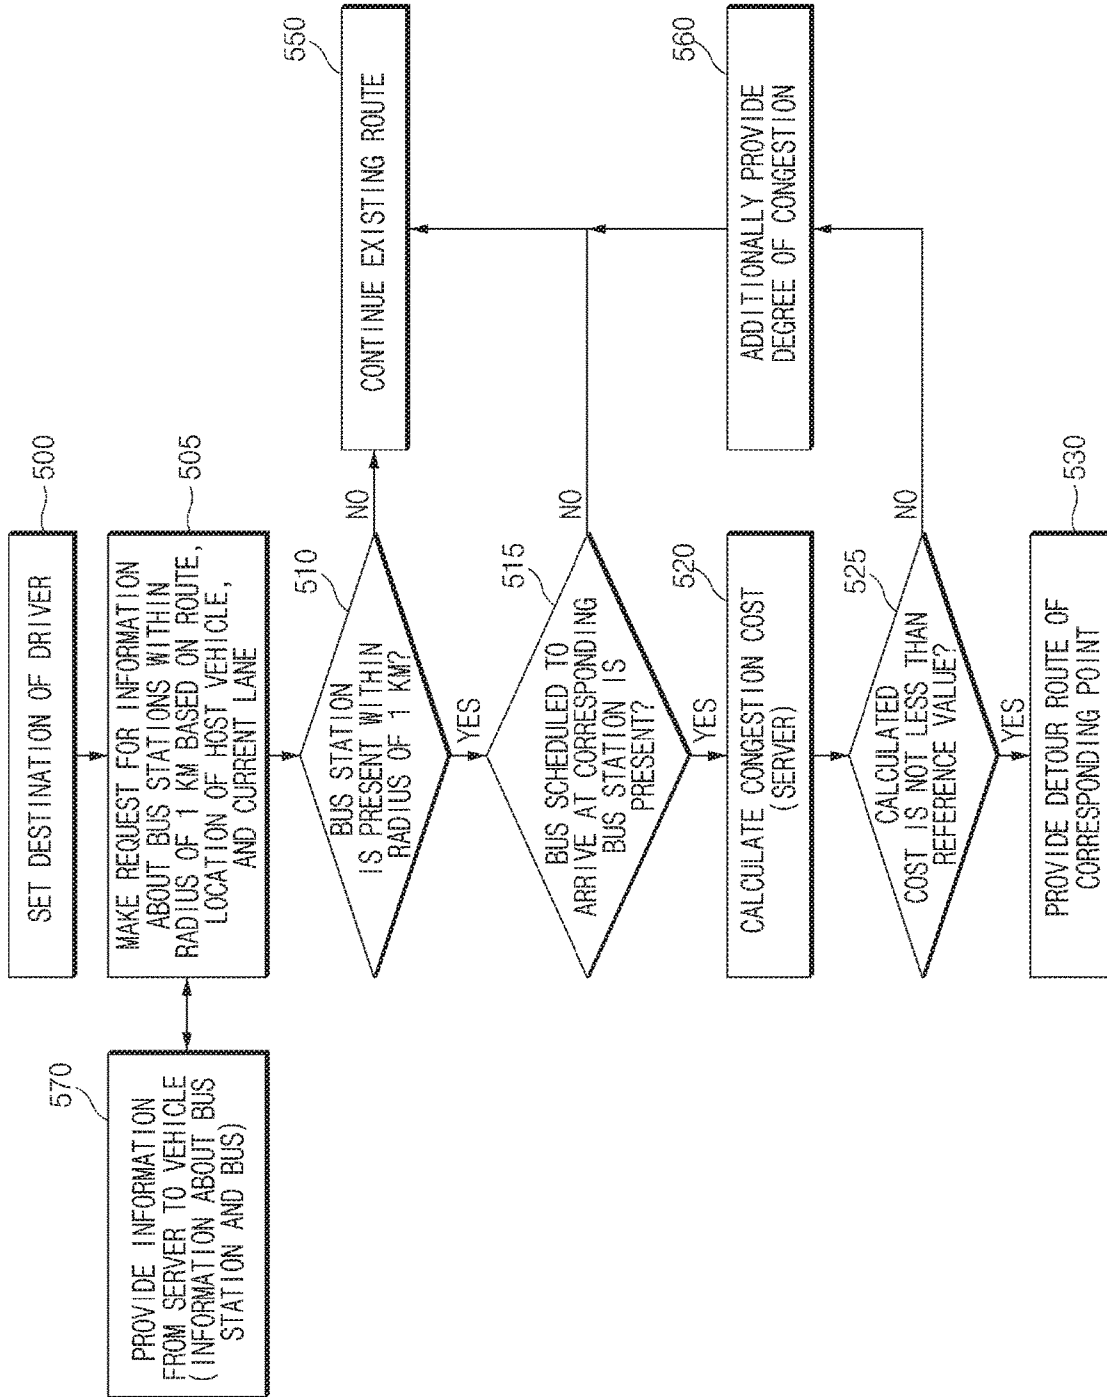 500
SET DESTINATION OF DRIVER
505
MAKE REQUEST FOR INFORMATION
ABOUT BUS STATIONS WITHIN
RADIUS OF 1 KM BASED ON ROUTE,
LOCATION OF HOST VEHICLE,
AND CURRENT LANE
570
PROVIDE INFORMATION
FROM SERVER TO VEHICLE
(INFORMATION ABOUT BUS
STATION AND BUS)
510
BUS STATION
IS PRESENT WITHIN
RADIUS OF 1 KM?
NO
YES
550
CONTINUE EXISTING ROUTE
515
BUS SCHEDULED TO
ARRIVE AT CORRESPONDING
BUS STATION IS
PRESENT?
NO
YES
520
CALCULATE CONGESTION COST
(SERVER)
560
ADDITIONALLY PROVIDE
DEGREE OF CONGESTION
525
CALCULATED
COST IS NOT LESS THAN
REFERENCE VALUE?
NO
YES
530
PROVIDE DETOUR ROUTE OF
CORRESPONDING POINT